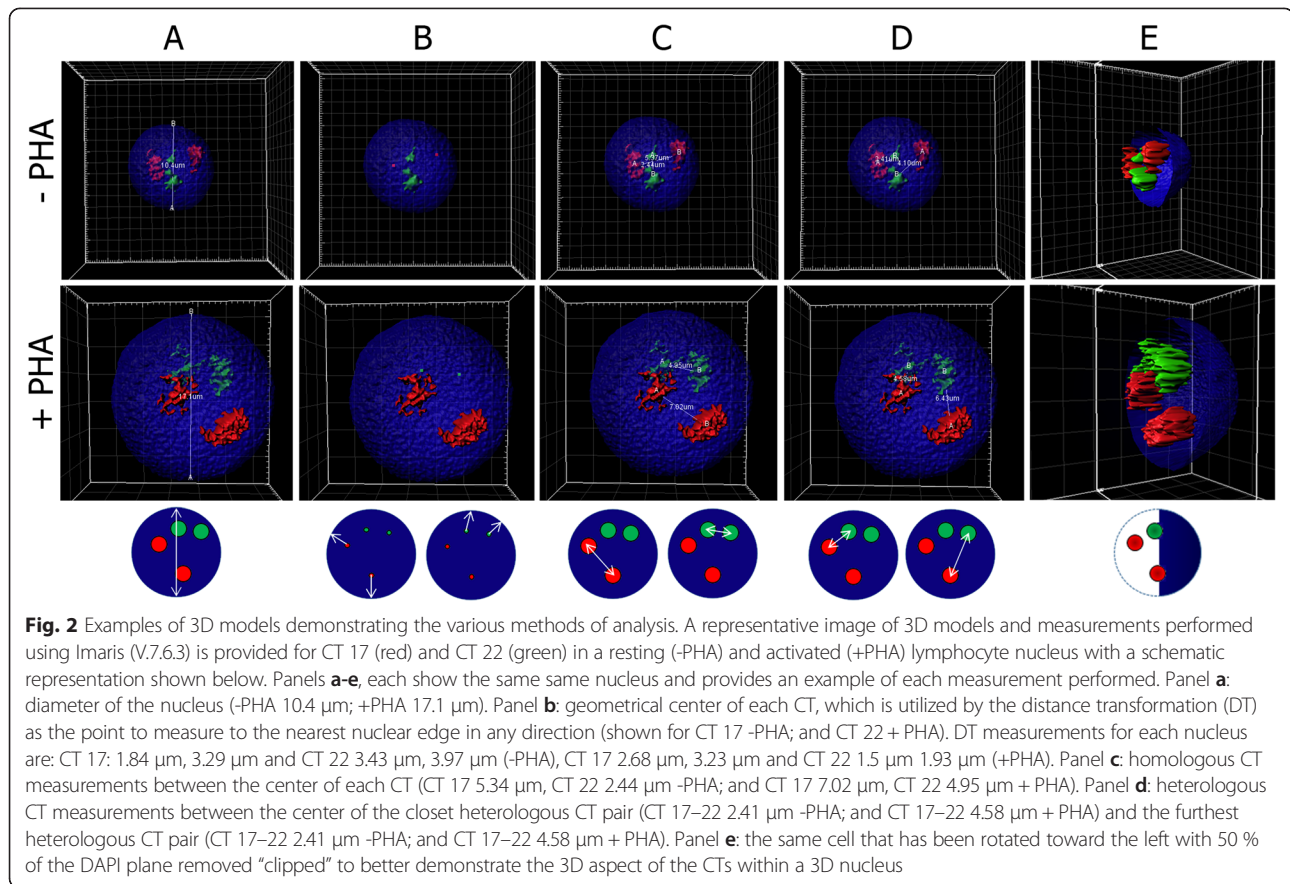 A B C D E
- PHA
B
10.4um
A
A
B
5.97um
2.44um
B
A
2.41um
4.10um
B
+ PHA
B
17.1um
A
A
4.95um
B
A
7.02um
B
B
B
A
6.43um
A
Fig. 2 Examples of 3D models demonstrating the various methods of analysis. A representative image of 3D models and measurements performed
using Imaris (V.7.6.3) is provided for CT 17 (red) and CT 22 (green) in a resting (-PHA) and activated (+PHA) lymphocyte nucleus with a schematic
representation shown below. Panels a-e, each show the same same nucleus and provides an example of each measurement performed. Panel a:
diameter of the nucleus (-PHA 10.4 μm; +PHA 17.1 μm). Panel b: geometrical center of each CT, which is utilized by the distance transformation (DT)
as the point to measure to the nearest nuclear edge in any direction (shown for CT 17 -PHA; and CT 22 + PHA). DT measurements for each nucleus
are: CT 17: 1.84 μm, 3.29 μm and CT 22 3.43 μm, 3.97 μm (-PHA), CT 17 2.68 μm, 3.23 μm and CT 22 1.5 μm 1.93 μm (+PHA). Panel c: homologous CT
measurements between the center of each CT (CT 17 5.34 μm, CT 22 2.44 μm -PHA; and CT 17 7.02 μm, CT 22 4.95 μm + PHA). Panel d: heterologous
CT measurements between the center of the closet heterologous CT pair (CT 17–22 2.41 μm -PHA; and CT 17–22 4.58 μm + PHA) and the furthest
heterologous CT pair (CT 17–22 2.41 μm -PHA; and CT 17–22 4.58 μm + PHA). Panel e: the same cell that has been rotated toward the left with 50 %
of the DAPI plane removed "clipped" to better demonstrate the 3D aspect of the CTs within a 3D nucleus